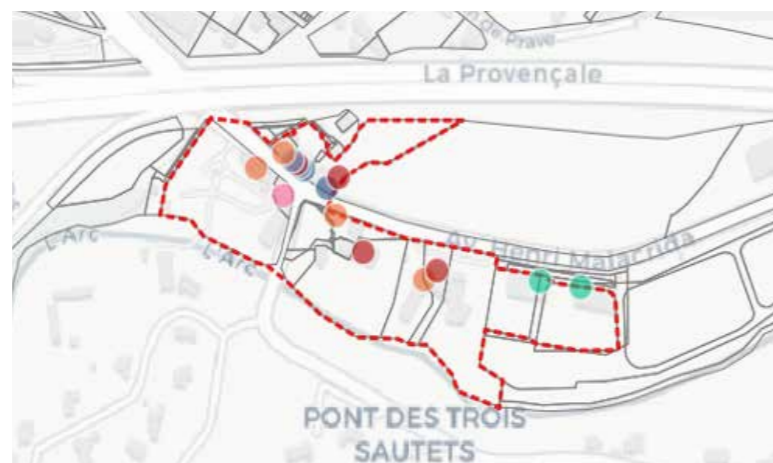 de Prave
La Provençale
L'Arc
L'Arc
Av. Henri Malacrida
PONT DES TROIS
SAUTETS